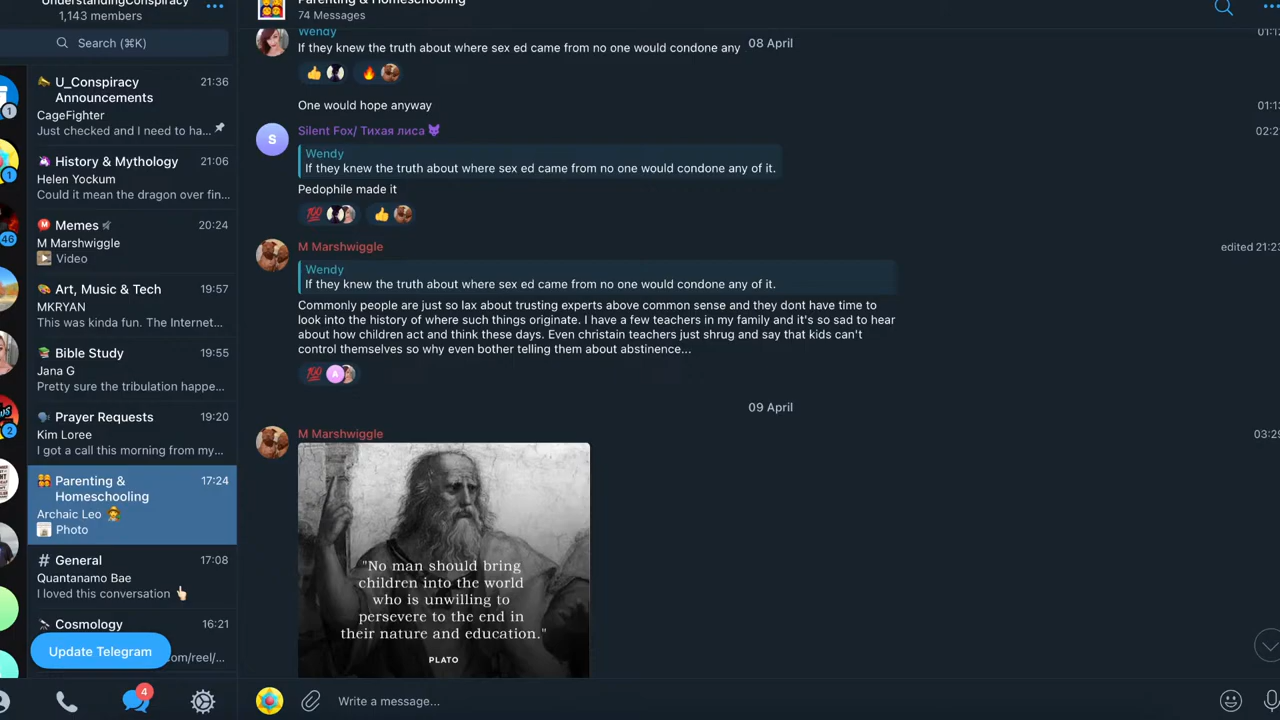 UnderstandingConspiracy
1,143 members
Search (⌘K)
U_Conspiracy
Announcements
21:36
CageFighter
Just checked and I need to ha...
History & Mythology
21:06
Helen Yockum
Could it mean the dragon over fin...
Memes
20:24
M Marshwiggle
Video
Art, Music & Tech
19:57
MKRYAN
This was kinda fun. The Internet...
Bible Study
19:55
Jana G
Pretty sure the tribulation happe...
Prayer Requests
19:20
Kim Loree
I got a call this morning from my...
Parenting &
Homeschooling
17:24
Archaic Leo
Photo
# General
17:08
Quantanamo Bae
I loved this conversation
Cosmology
16:21
Update Telegram
com/reel/...
1
1
46
2
4
Parenting & Homeschooling
74 Messages
Wendy
If they knew the truth about where sex ed came from no one would condone any
08 April
One would hope anyway
Silent Fox/ Тихая лиса
S
Wendy
If they knew the truth about where sex ed came from no one would condone any of it.
Pedophile made it
M Marshwiggle
edited 21:23
Wendy
If they knew the truth about where sex ed came from no one would condone any of it.
Commonly people are just so lax about trusting experts above common sense and they dont have time to
look into the history of where such things originate. I have a few teachers in my family and it's so sad to hear
about how children act and think these days. Even christain teachers just shrug and say that kids can't
control themselves so why even bother telling them about abstinence...
A
09 April
M Marshwiggle
"No man should bring
children into the world
who is unwilling to
persevere to the end in
their nature and education."
PLATO
Write a message...